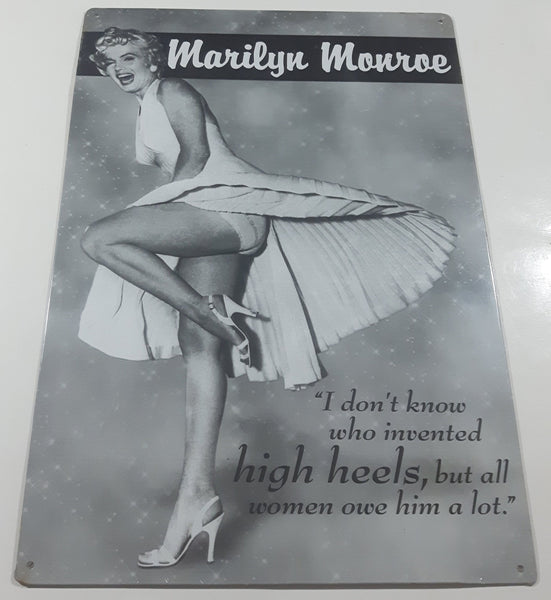 Marilyn Monroe
“I don't know
who invented
high heels, but all
women owe him a lot.”